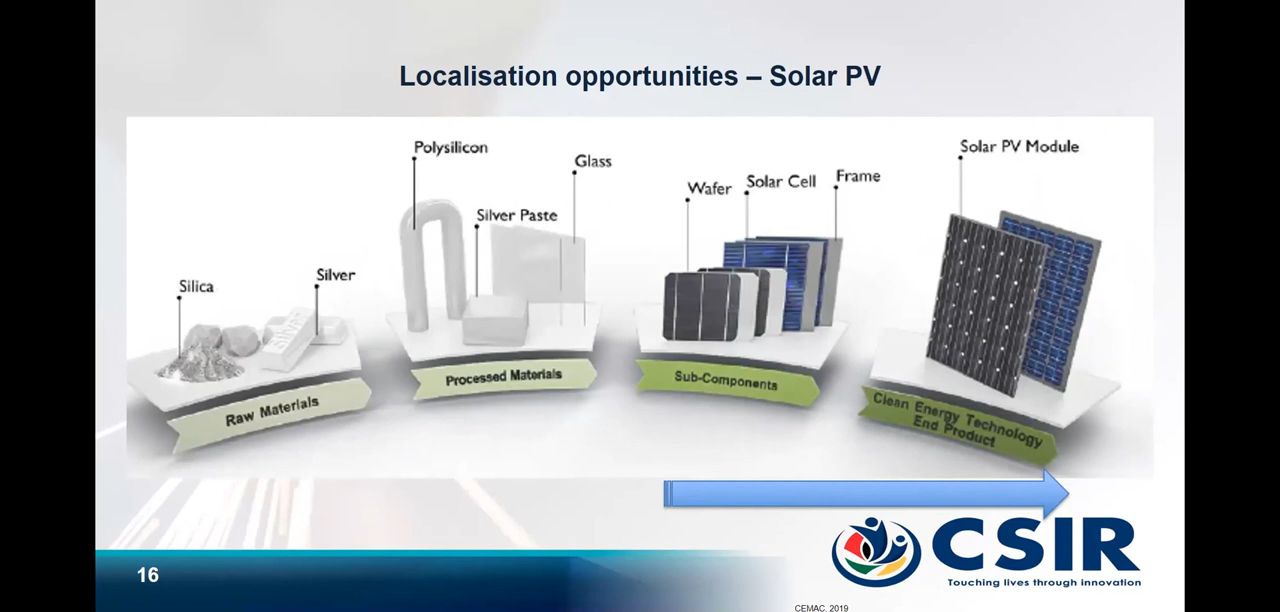 Localisation opportunities – Solar PV
Silica
Silver
silver
Raw Materials
Polysilicon
Silver Paste
Glass
Processed Materials
Wafer
Solar Cell
Frame
Sub-Components
Solar PV Module
Clean Energy Technology
End Product
CSIR
Touching lives through innovation
16
CEMAC. 2019